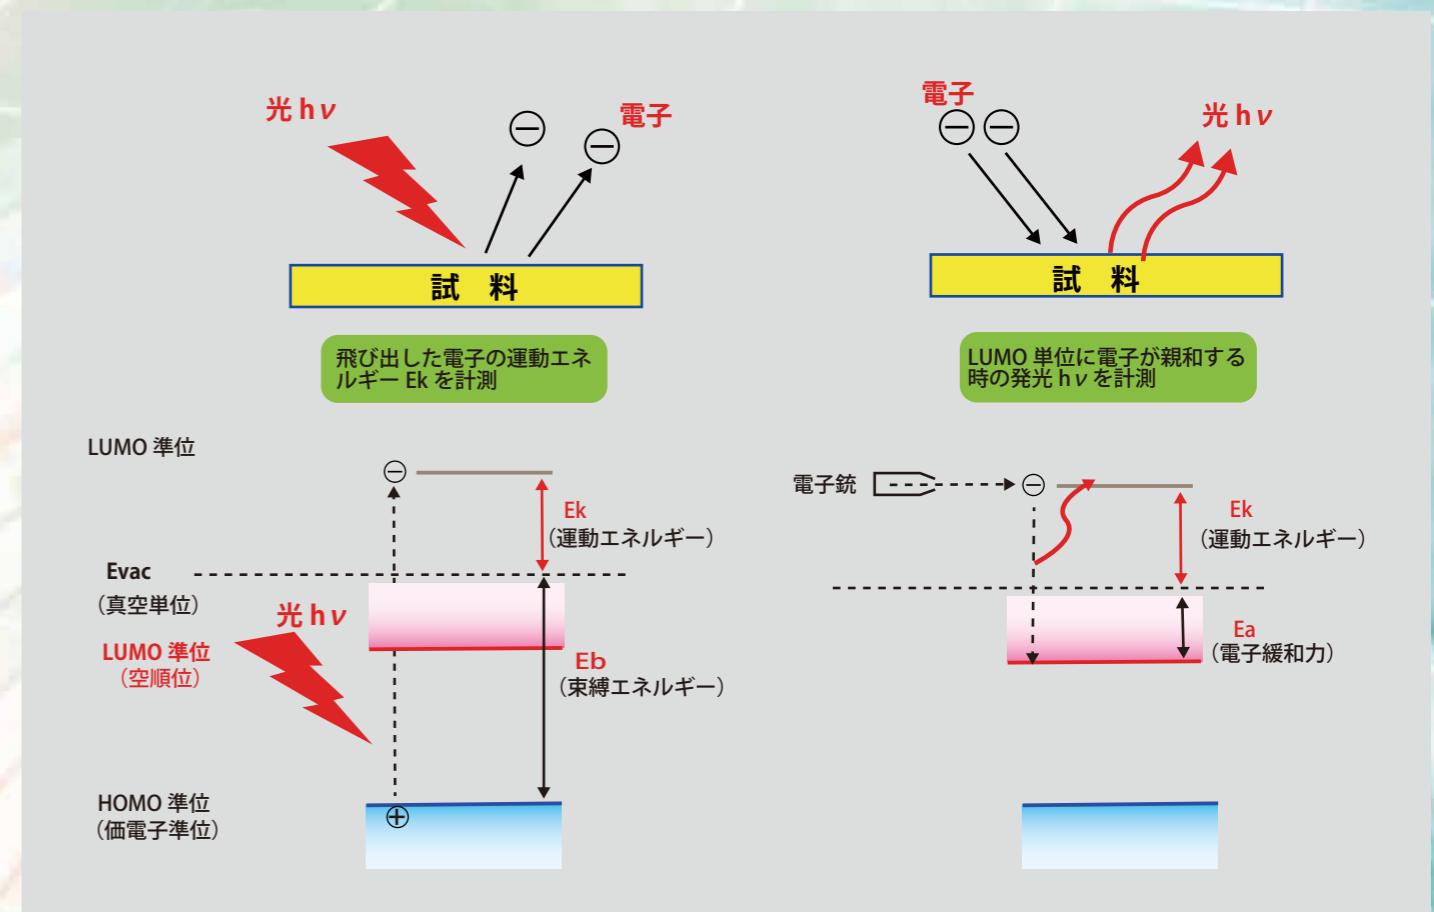 光 hν
電子
試 料
飛び出した電子の運動エネ
ルギー Ek を計測
LUMO 準位
Ek
(運動エネルギー)
Evac
(真空単位)
光 hν
LUMO 準位
(空順位)
Eb
(束縛エネルギー)
HOMO 準位
(価電子準位)
電子
光 hν
試 料
LUMO 単位に電子が親和する
時の発光 hν を計測
電子銃
Ek
(運動エネルギー)
Ea
(電子緩和力)